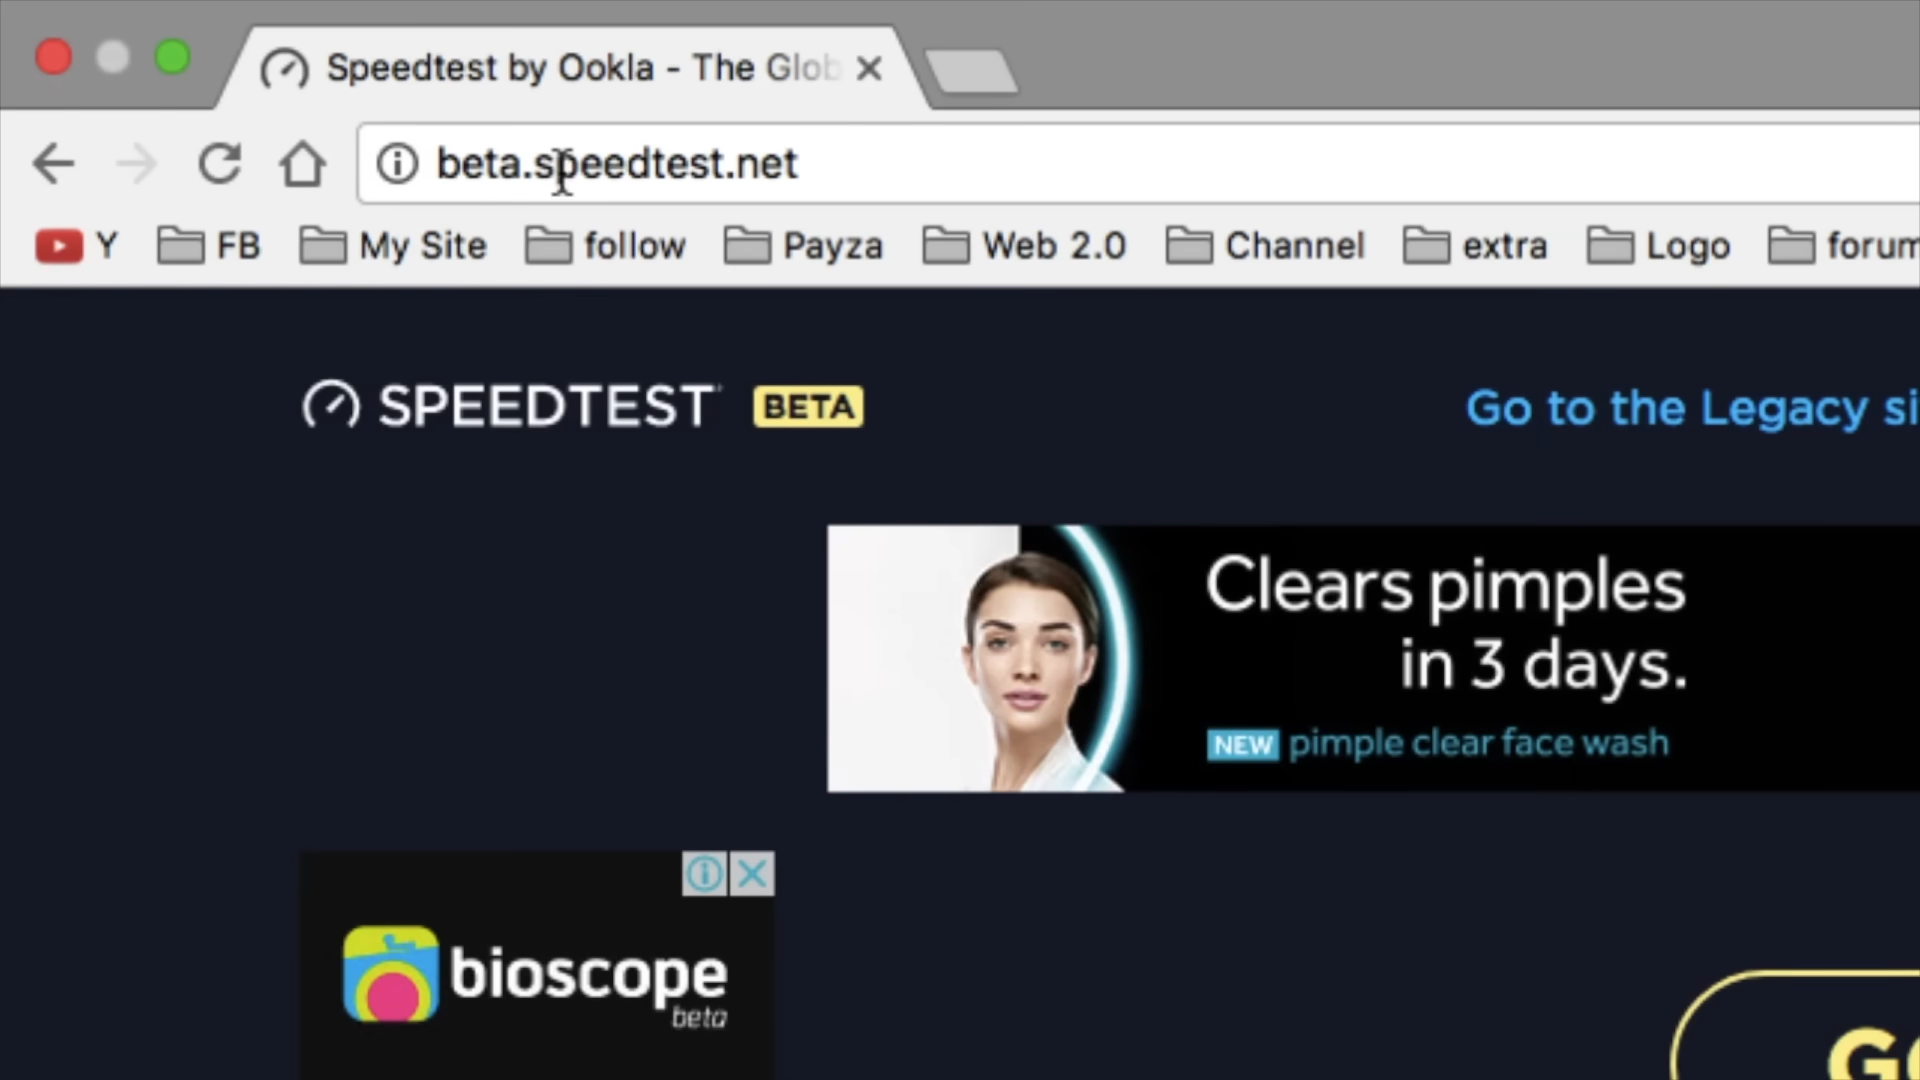 Speedtest by Ookla - The Glob
beta.speedtest.net
Y FB My Site follow Payza Web 2.0 Channel extra Logo forum
SPEEDTEST BETA
Go to the Legacy si
Clears pimples
in 3 days.
NEW pimple clear face wash
bioscope
beta
GO